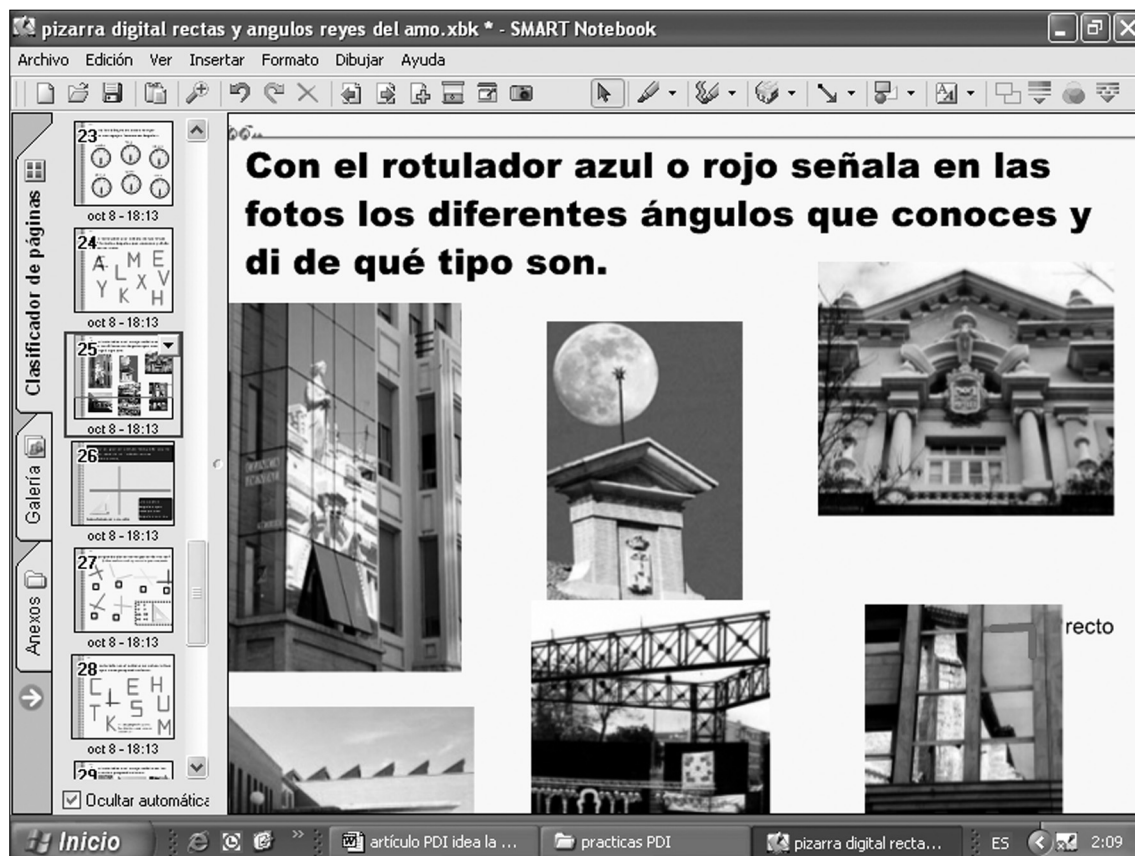 pizarra digital rectas y angulos reyes del amo.xbk * - SMART Notebook
Archivo Edición Ver Insertar Formato Dibujar Ayuda
Clasificador de páginas
Galería
Anexos
23
oct 8 - 18:13
24
A L M E
Y K X V H
oct 8 - 18:13
25
oct 8 - 18:13
26
oct 8 - 18:13
27
oct 8 - 18:13
28
C E H
T K S U M
oct 8 - 18:13
29
Ocultar automátic
Con el rotulador azul o rojo señala en las
fotos los diferentes ángulos que conoces y
di de qué tipo son.
recto
Inicio
artículo PDI idea la ...
practicas PDI
pizarra digital recta...
ES
2:09